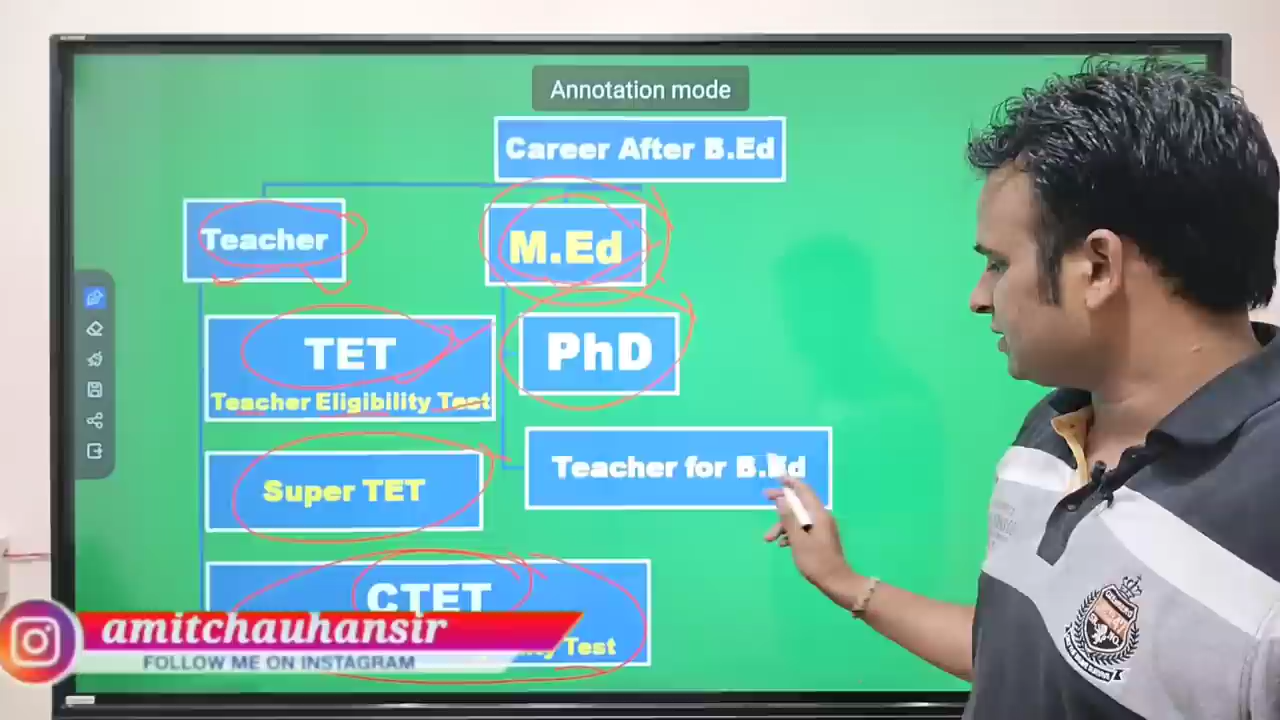 Annotation mode
Career After B.Ed
Teacher
M.Ed
TET
Teacher Eligibility Test
PhD
Super TET
Teacher for B.Ed
CTET
Test
amitchauhansir
FOLLOW ME ON INSTAGRAM